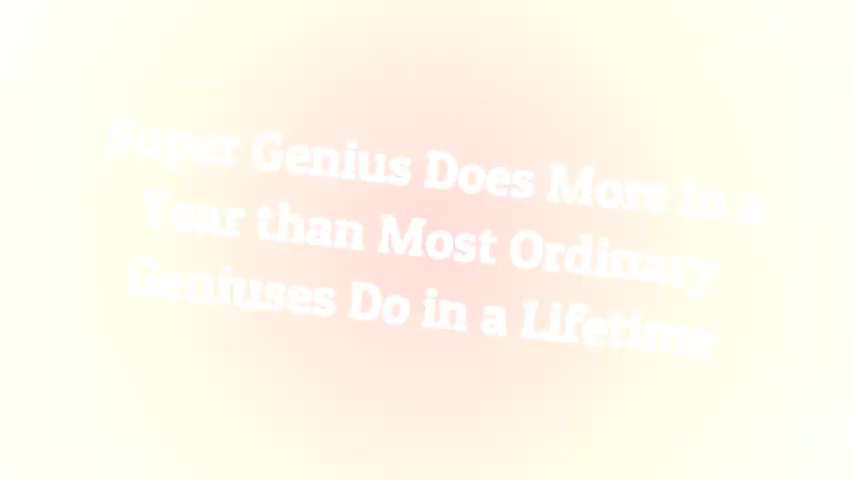 Super Genius Does More in a
Year than Most Ordinary
Geniuses Do in a Lifetime